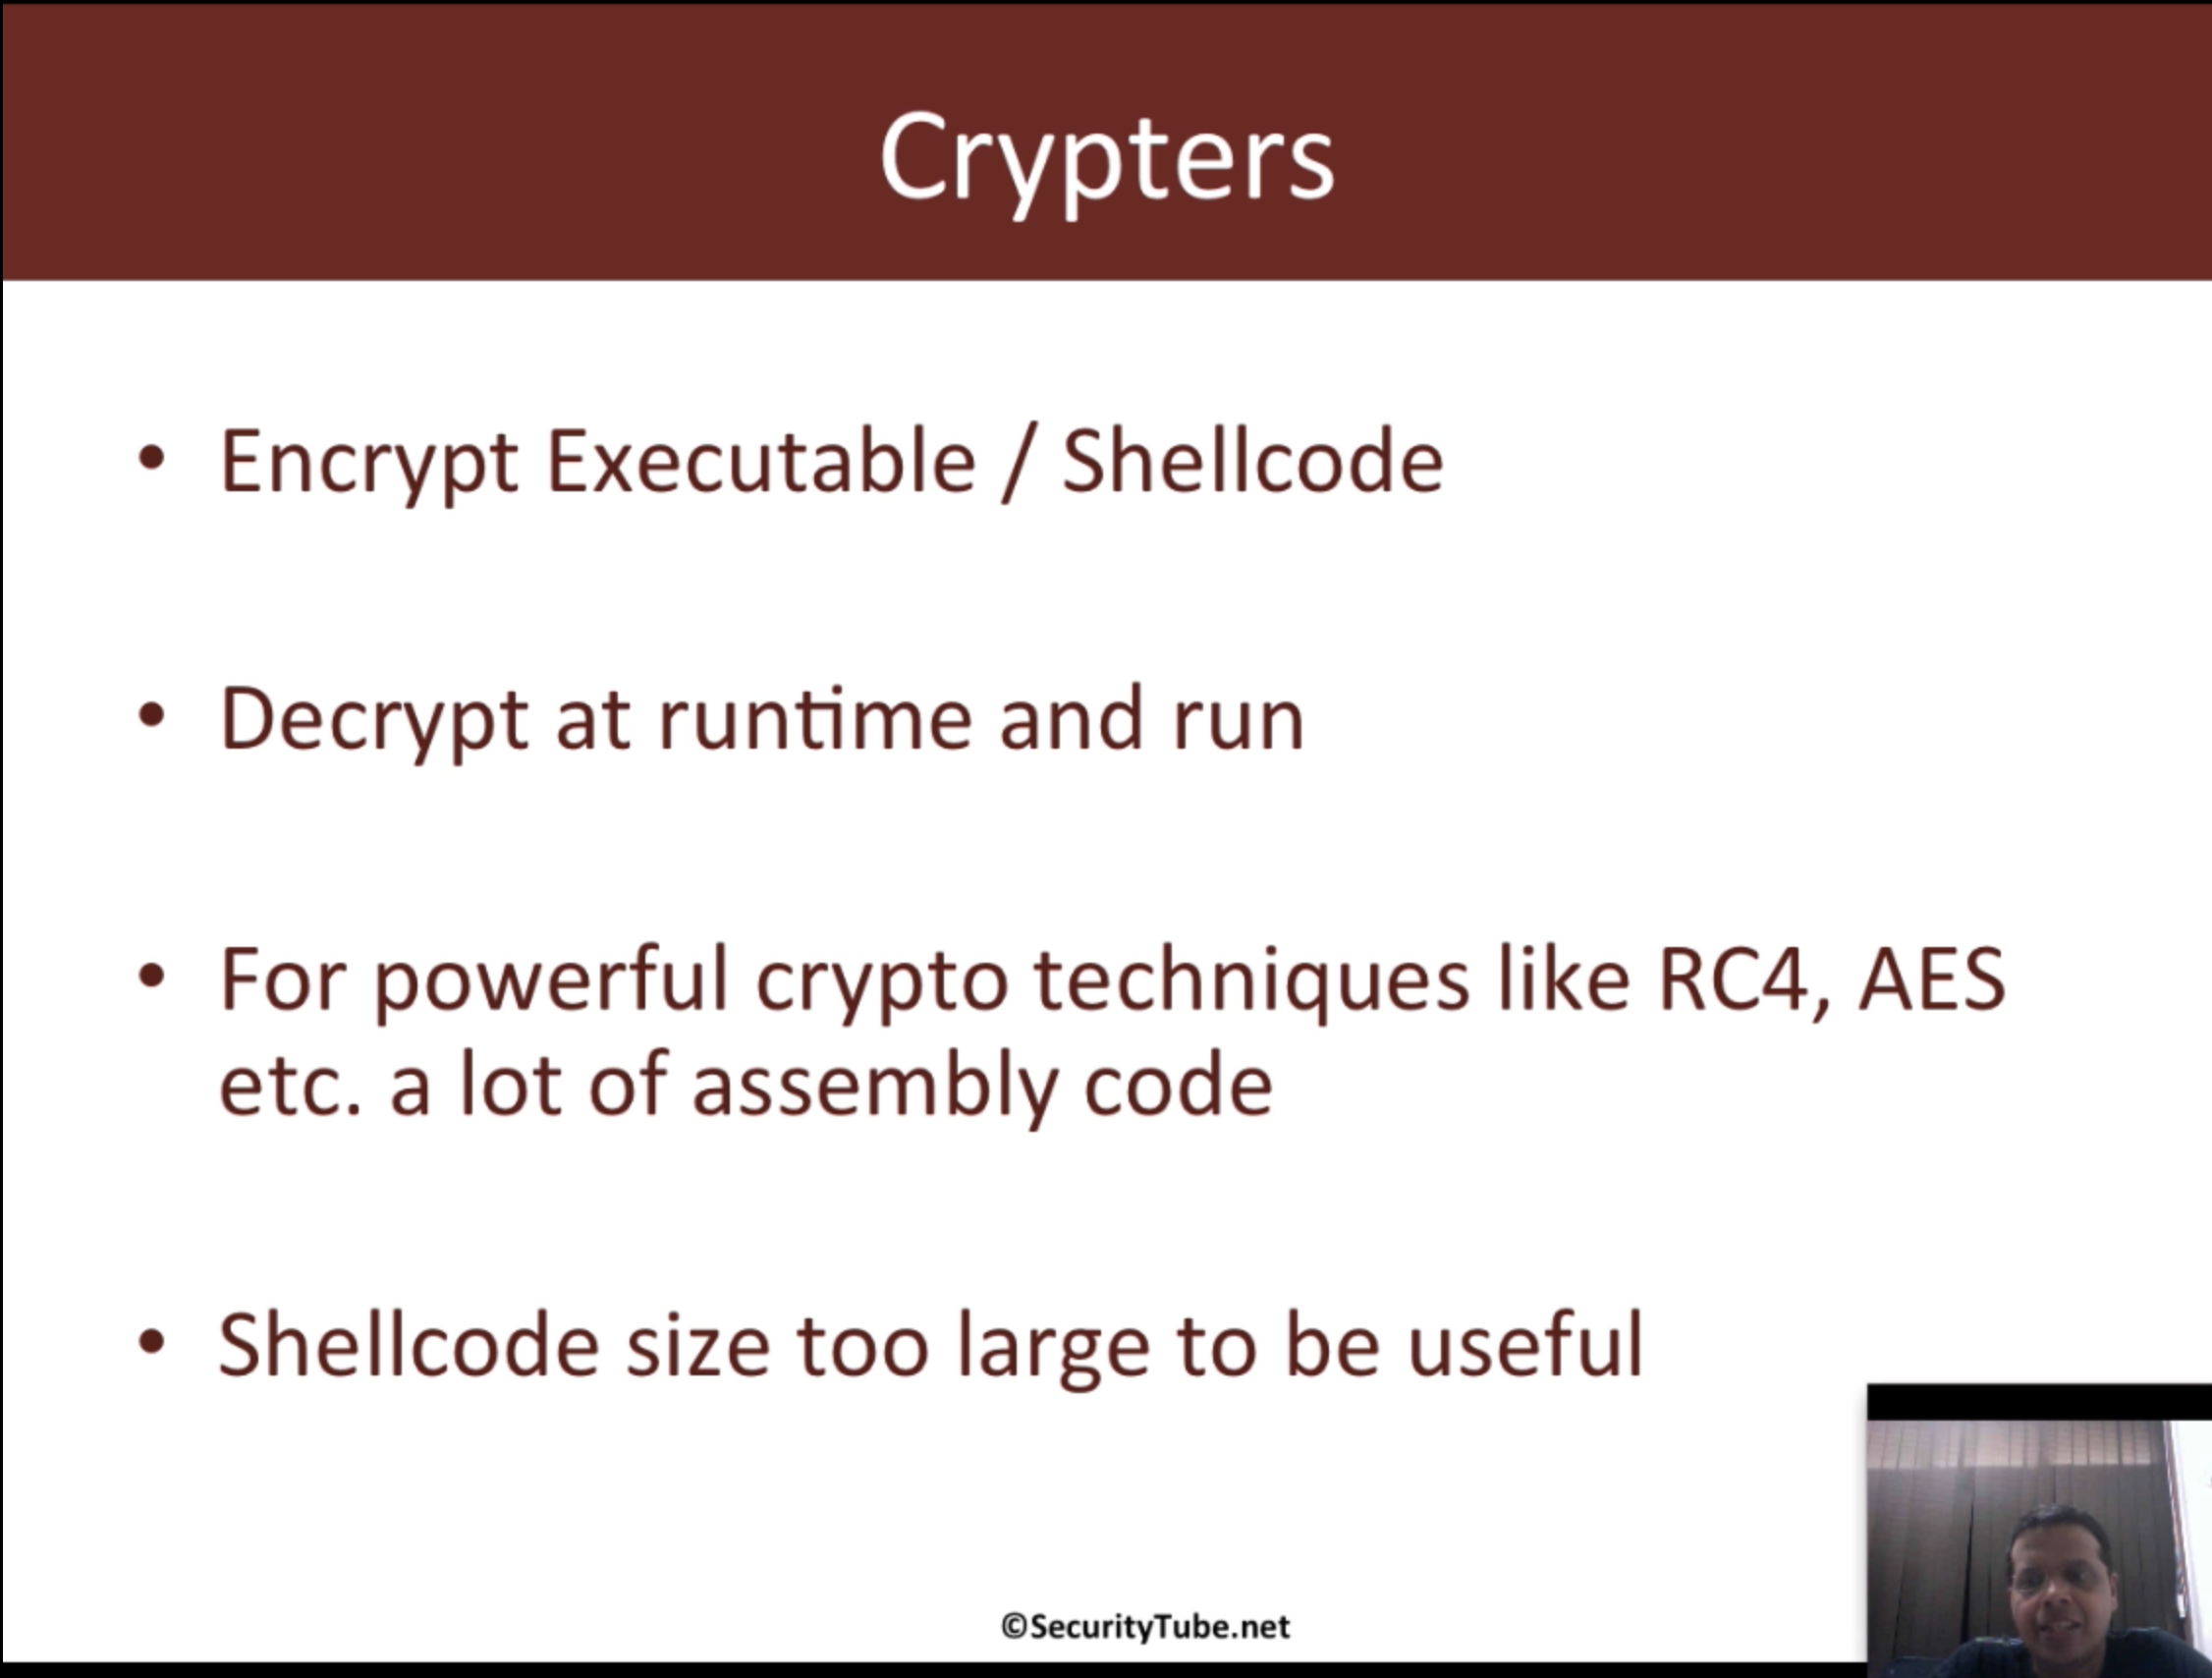 Crypters
• Encrypt Executable / Shellcode
• Decrypt at runtime and run
• For powerful crypto techniques like RC4, AES
etc. a lot of assembly code
• Shellcode size too large to be useful
©SecurityTube.net